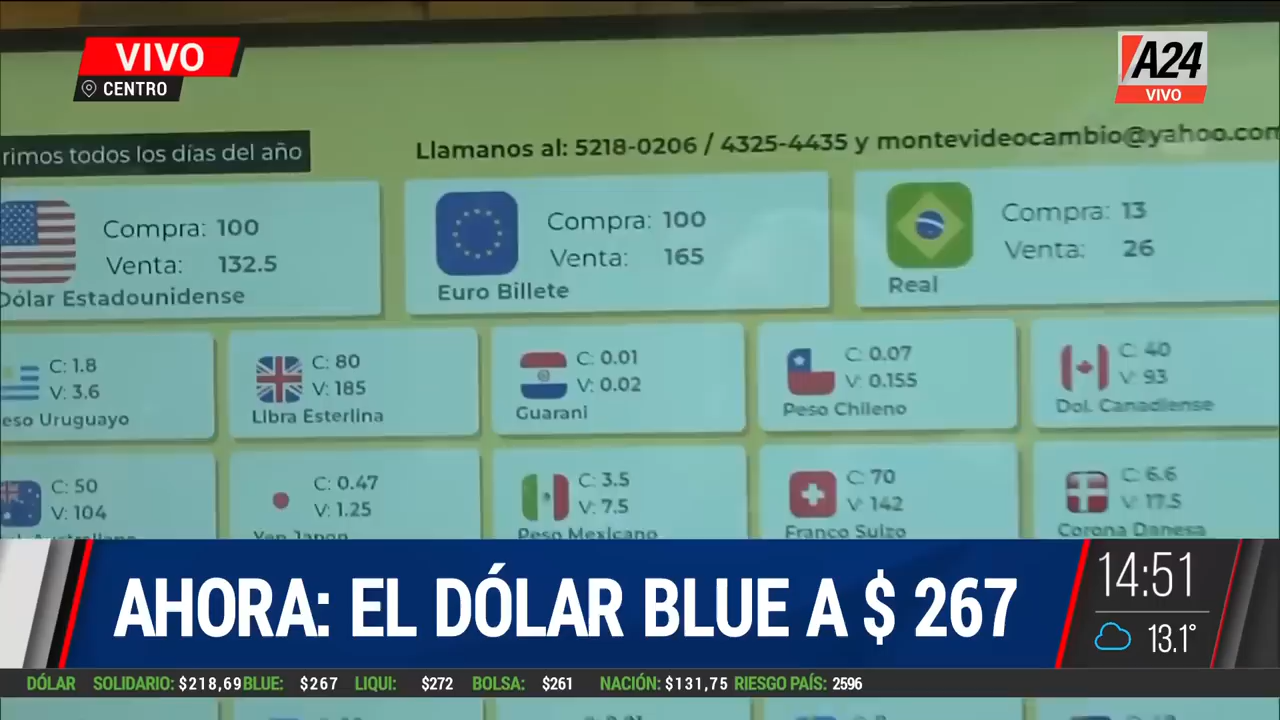 VIVO
CENTRO
A24
VIVO
rimos todos los días del año
Llamanos al: 5218-0206 / 4325-4435 y montevideocambio@yahoo.com
Compra: 100
Venta: 132.5
Dólar Estadounidense
Compra: 100
Venta: 165
Euro Billete
Compra: 13
Venta: 26
Real
C: 1.8
V: 3.6
eso Uruguayo
C: 80
V: 185
Libra Esterlina
C: 0.01
V: 0.02
Guarani
C: 0.07
V: 0.155
Peso Chileno
C: 40
V: 93
Dol. Canadiense
C: 50
V: 104
C: 0.47
V: 1.25
Yen Japon
C: 3.5
V: 7.5
Peso Mexicano
C: 70
V: 142
Franco Suizo
C: 6.6
V: 17.5
Corona Danesa
AHORA: EL DÓLAR BLUE A $ 267
14:51
13.1°
DÓLAR SOLIDARIO: $218,69 BLUE: $267 LIQUI: $272 BOLSA: $261 NACIÓN: $131,75 RIESGO PAÍS: 2596